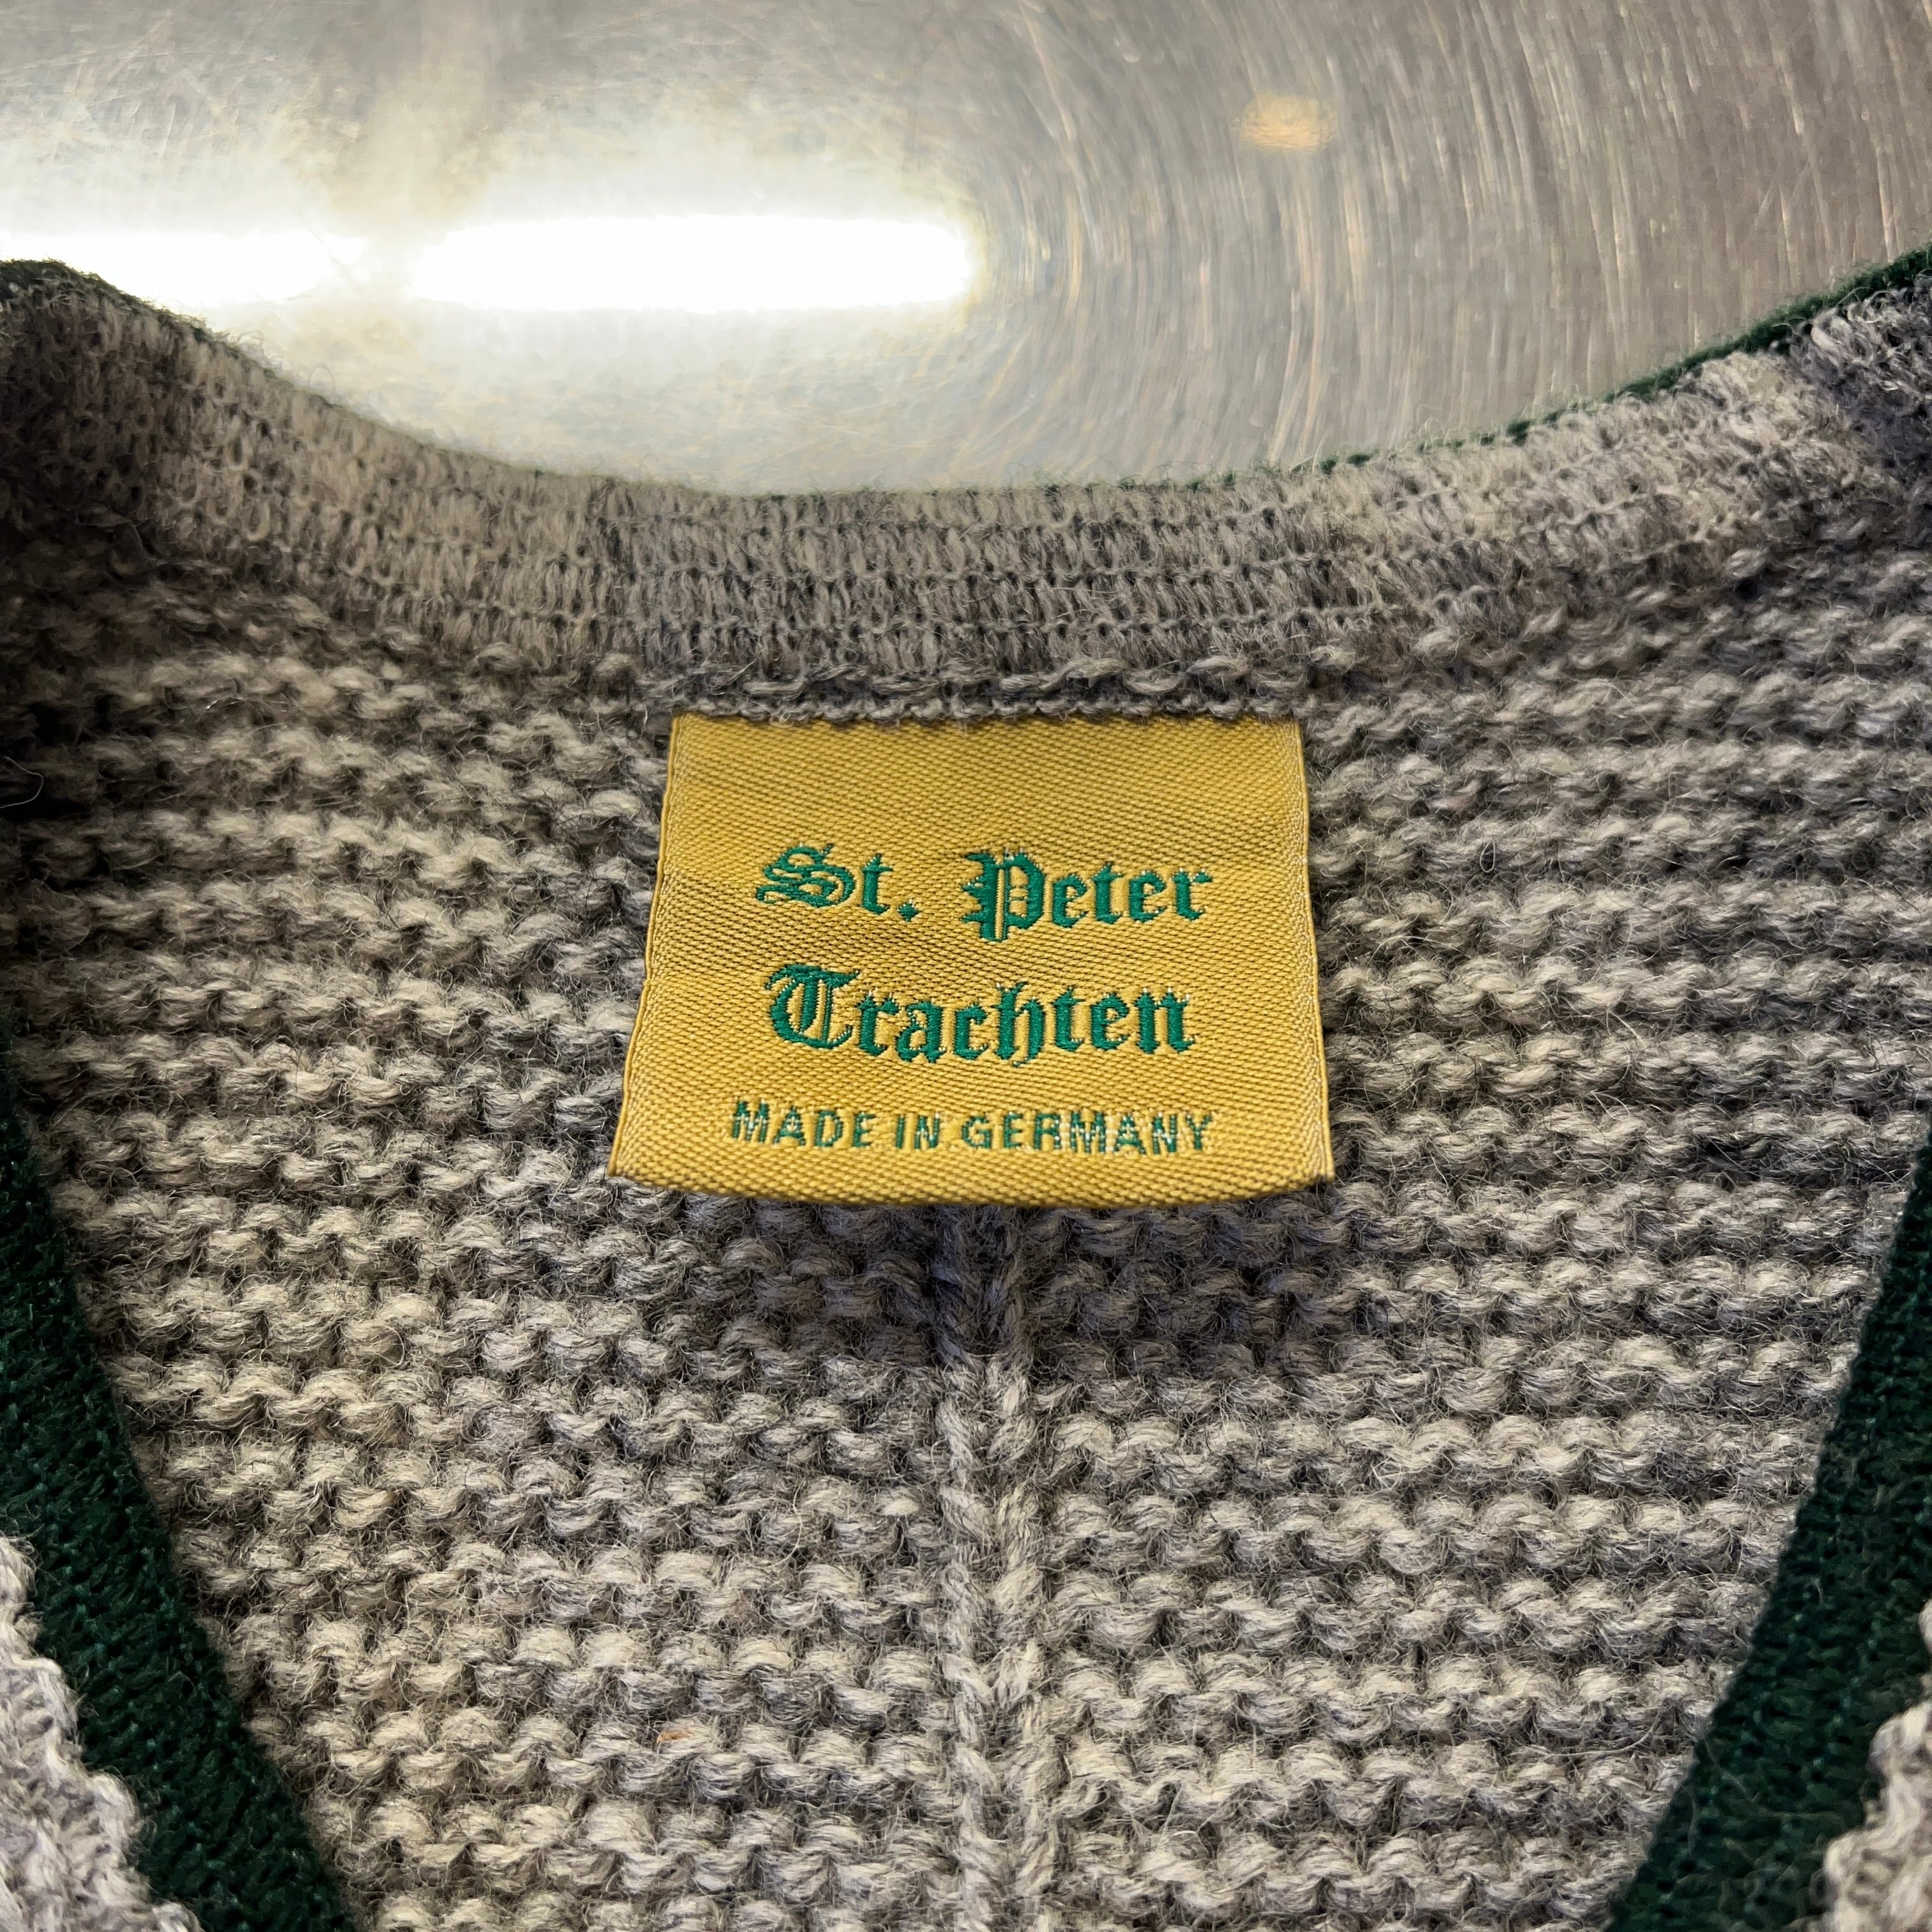 St. Peter
Trachten
MADE IN GERMANY